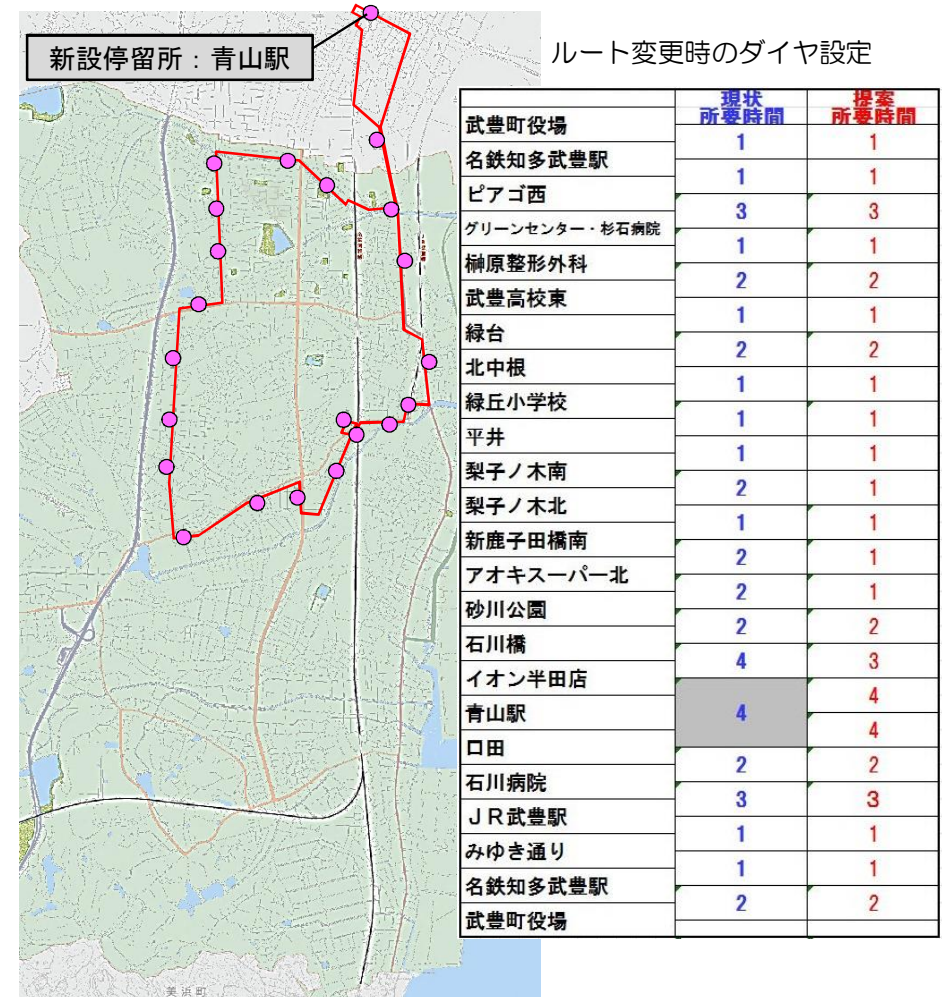 新設停留所：青山駅
ルート変更時のダイヤ設定
現状 提案
所要時間 所要時間
武豊町役場
1 1
名鉄知多武豊駅
1 1
ピアゴ西
3 3
グリーンセンター・杉石病院
1 1
榊原整形外科
2 2
武豊高校東
1 1
緑台
2 2
北中根
1 1
緑丘小学校
1 1
平井
1 1
梨子ノ木南
2 1
梨子ノ木北
1 1
新鹿子田橋南
2 1
アオキスーパー北
2 1
砂川公園
2 2
石川橋
4 3
イオン半田店
4
青山駅
4
4
口田
2 2
石川病院
3 3
ＪＲ武豊駅
1 1
みゆき通り
1 1
名鉄知多武豊駅
2 2
武豊町役場
美浜町